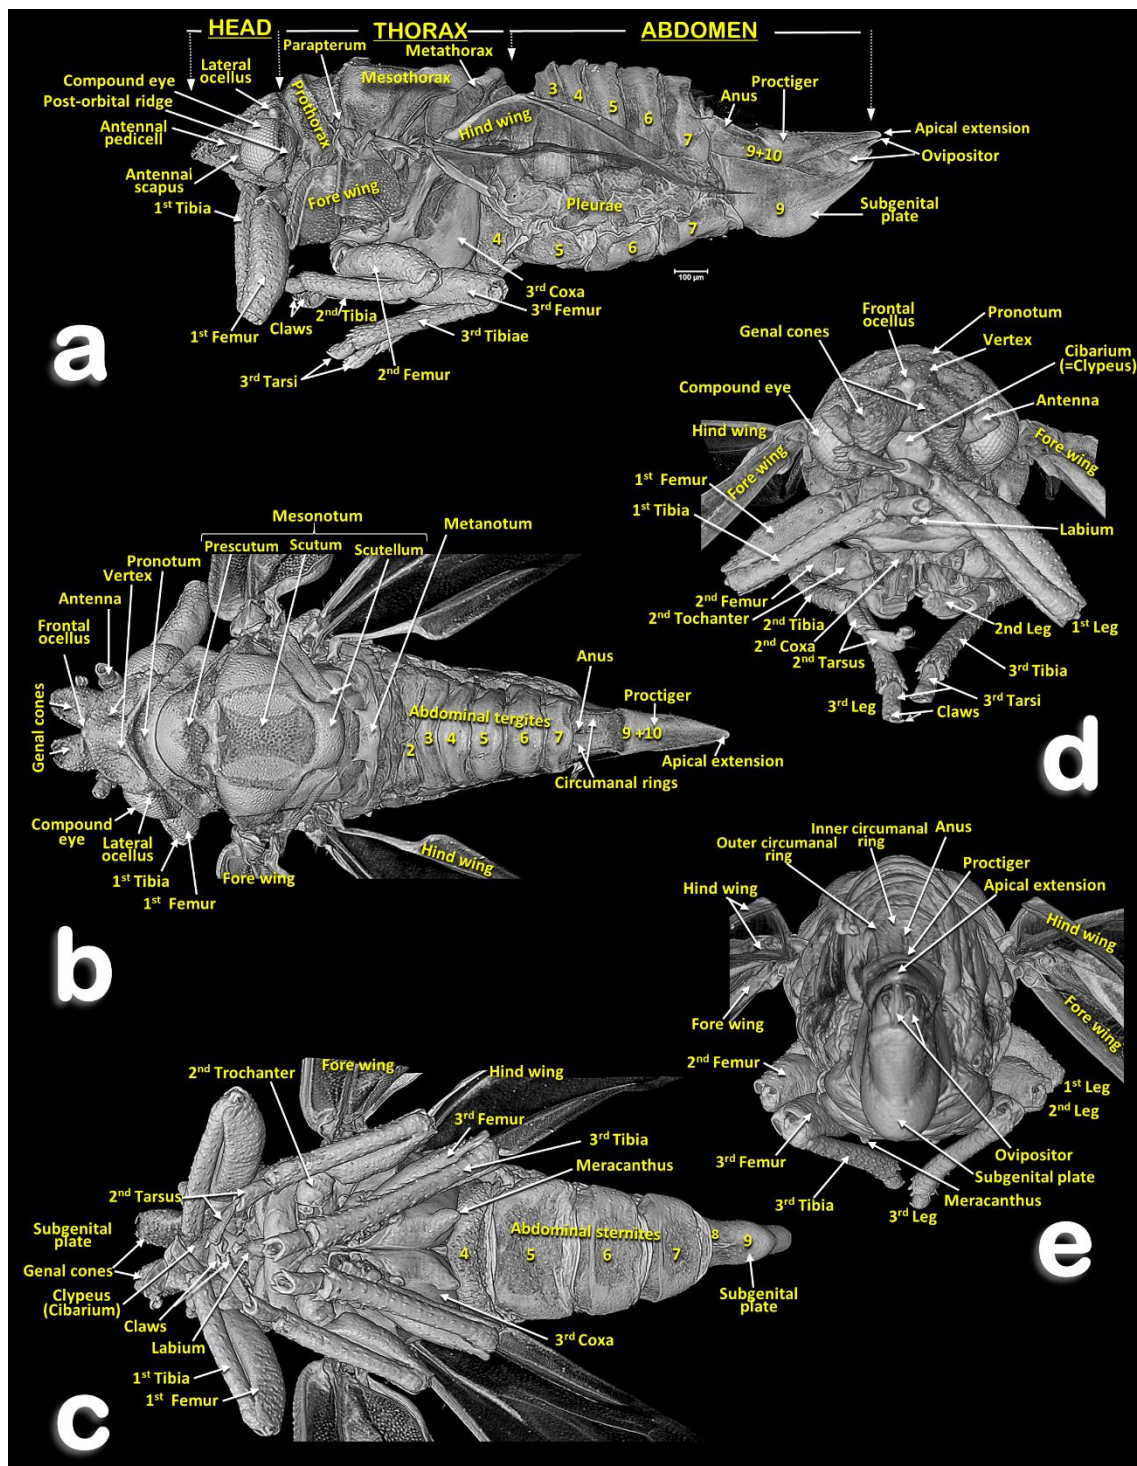 HEAD
THORAX
ABDOMEN
Parapterum
Metathorax
Lateral
ocellus
Mesothorax
Compound eye
Post-orbital ridge
Antennal
pedicell
Antennal
scapus
1st Tibia
Prothorax
Hind wing
Fore wing
3
4
5
6
7
Anus
Proctiger
9+10
Apical extension
Ovipositor
Pleurae
9
Subgenital
plate
4
5
6
7
100 µm
3rd Coxa
3rd Femur
3rd Tibiae
1st Femur
Claws
2nd Tibia
3rd Tarsi
2nd Femur
a
Frontal
ocellus
Pronotum
Genal cones
Vertex
Cibarium
(=Clypeus)
Compound eye
Antenna
Hind wing
Fore wing
Fore wing
1st Femur
1st Tibia
Labium
2nd Femur
2nd Tochanter
2nd Tibia
2nd Coxa
2nd Tarsus
2nd Leg
1st Leg
3rd Tibia
3rd Leg
3rd Tarsi
Claws
d
Mesonotum
Metanotum
Prescutum
Scutum
Scutellum
Pronotum
Vertex
Antenna
Frontal
ocellus
Genal cones
Anus
Proctiger
Abdominal tergites
2
3
4
5
6
7
9 +10
Apical extension
Circumanal rings
Compound
eye
Lateral
ocellus
1st Tibia
1st Femur
Fore wing
Hind wing
b
Inner circumanal
ring
Anus
Outer circumanal
ring
Proctiger
Apical extension
Hind wing
Hind wing
Fore wing
Fore wing
2nd Femur
1st Leg
2nd Leg
3rd Femur
Ovipositor
Subgenital plate
Meracanthus
3rd Tibia
3rd Leg
e
2nd Trochanter
Fore wing
Hind wing
3rd Femur
3rd Tibia
Meracanthus
2nd Tarsus
Subgenital
plate
Genal cones
Clypeus
(Cibarium)
Claws
Labium
1st Tibia
1st Femur
Abdominal sternites
4
5
6
7
8
9
Subgenital
plate
3rd Coxa
c